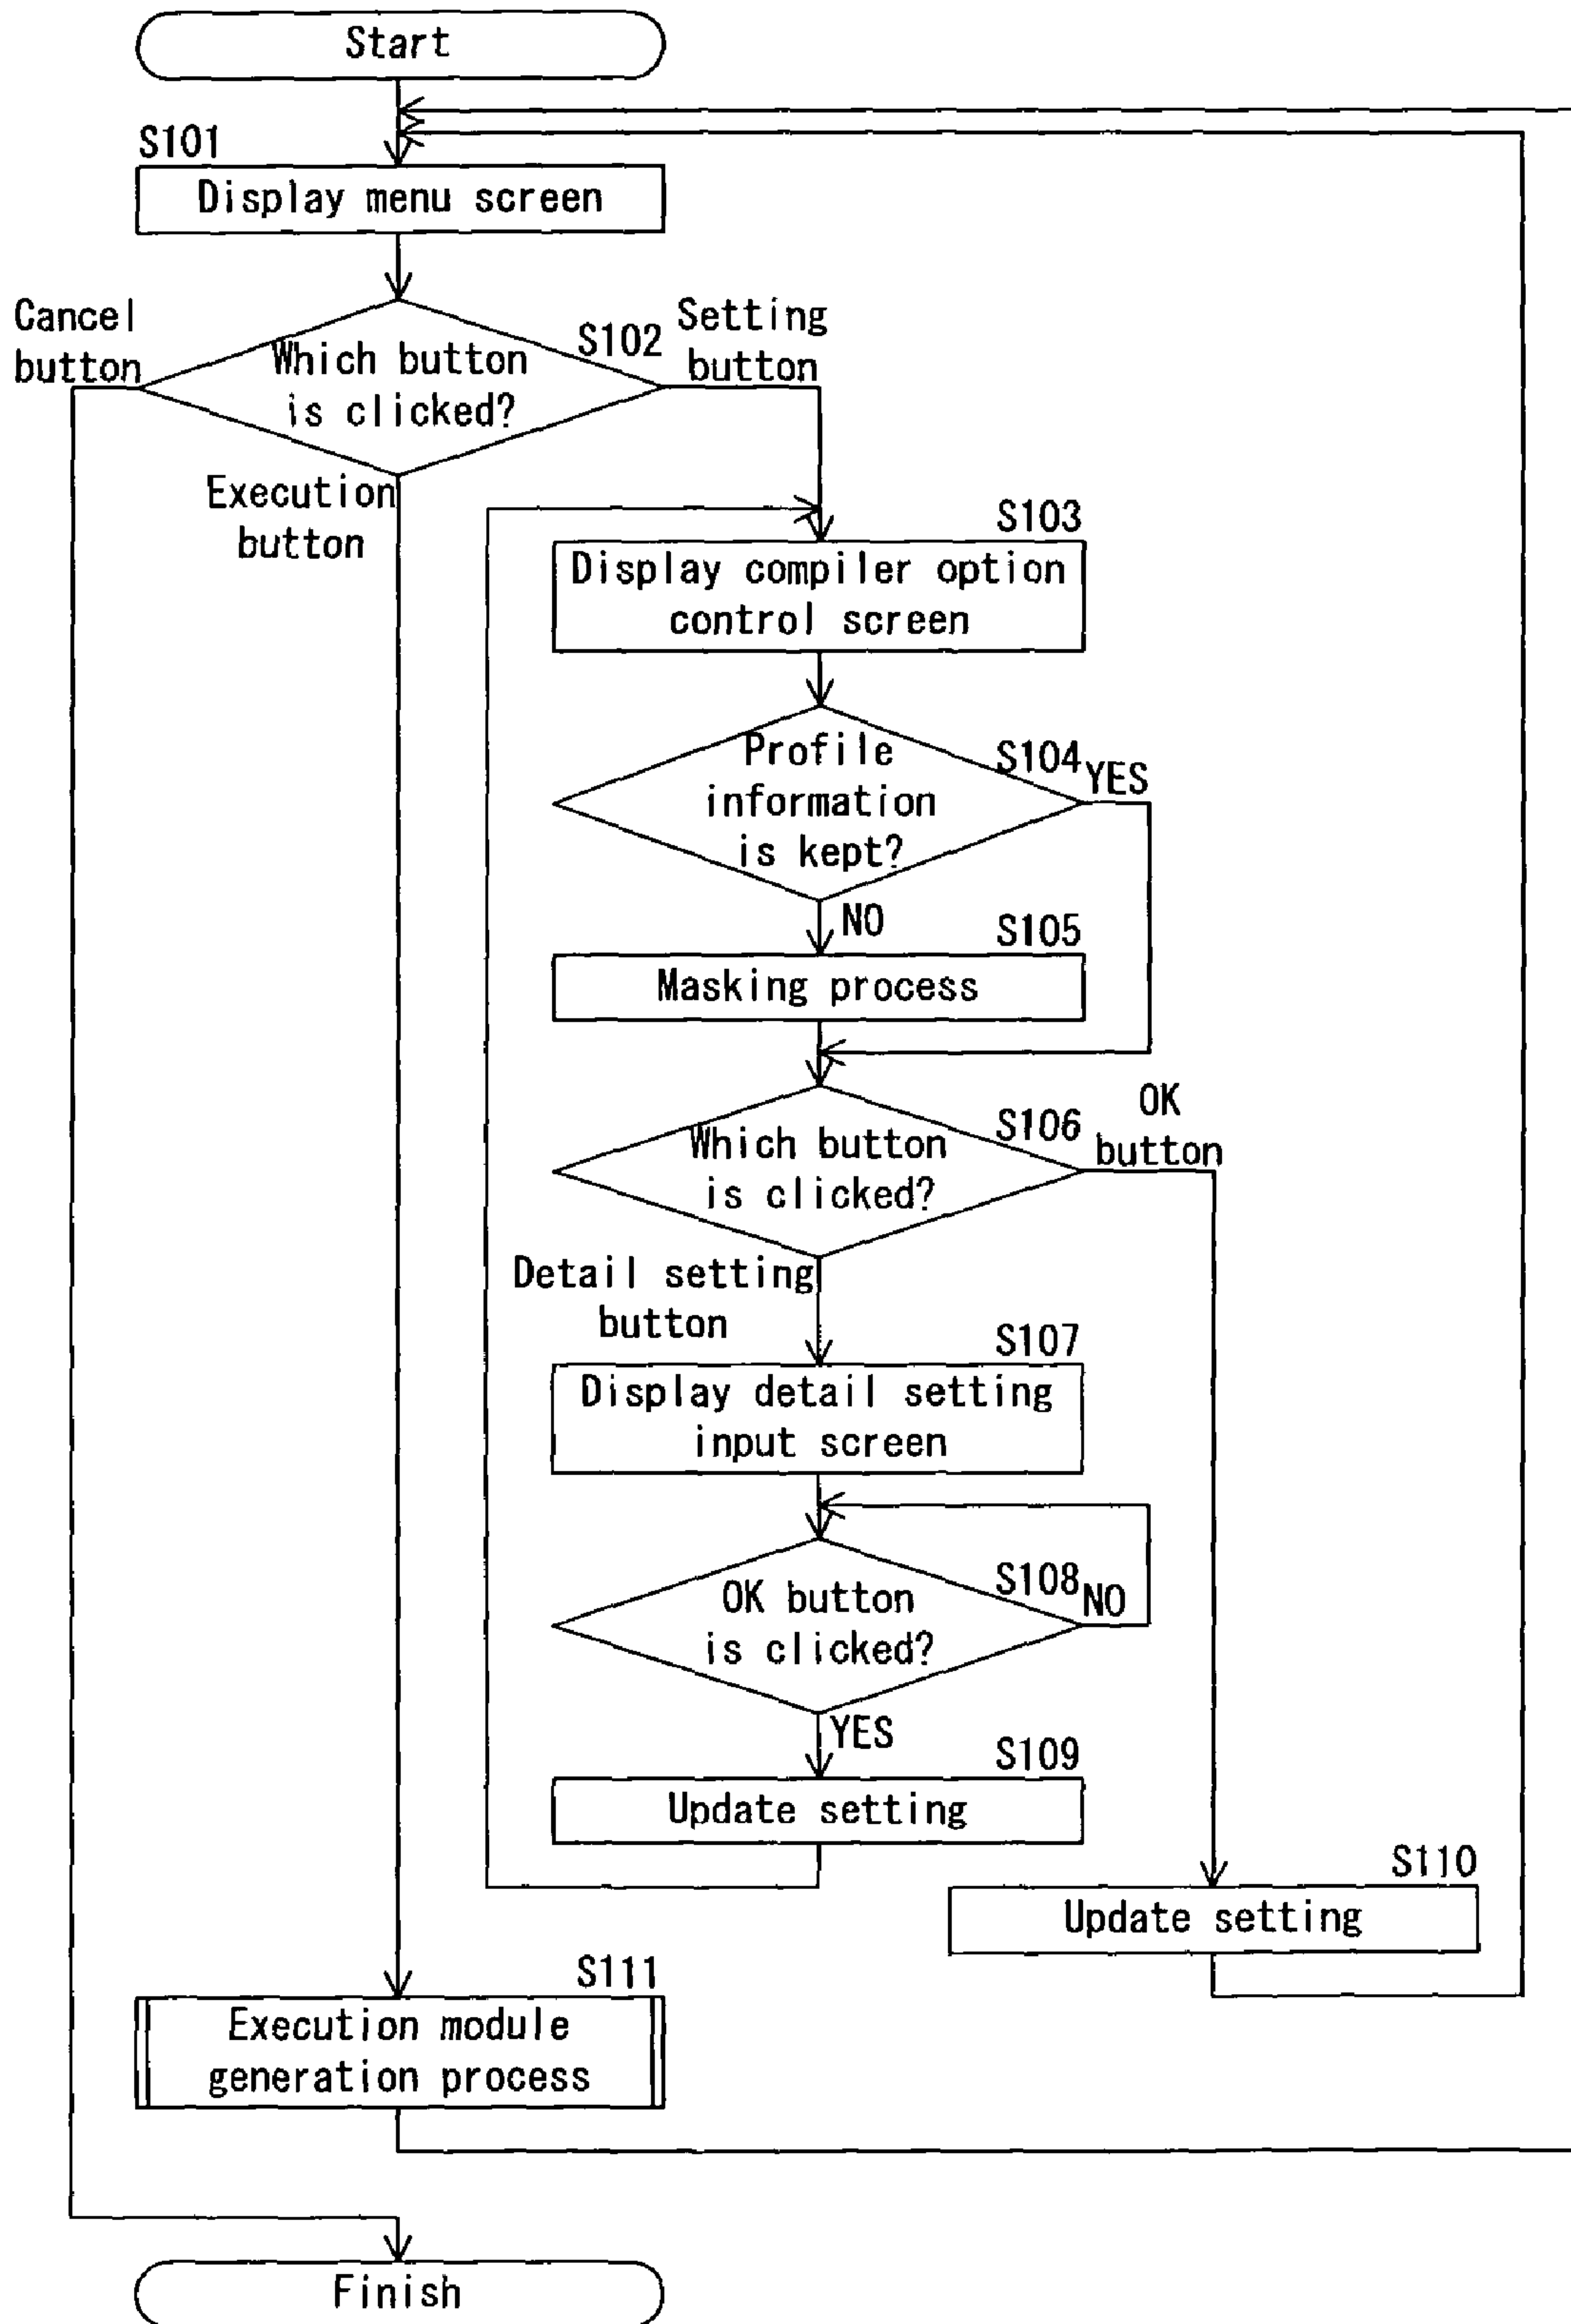 Start
S101
Display menu screen
Cancel
button
Which button
is clicked?
S102
Setting
button
Execution
button
S103
Display compiler option
control screen
Profile
information
is kept?
S104
YES
NO
S105
Masking process
Which button
is clicked?
S106
OK
button
Detail setting
button
S107
Display detail setting
input screen
OK button
is clicked?
S108
NO
YES
S109
Update setting
S110
Update setting
S111
Execution module
generation process
Finish